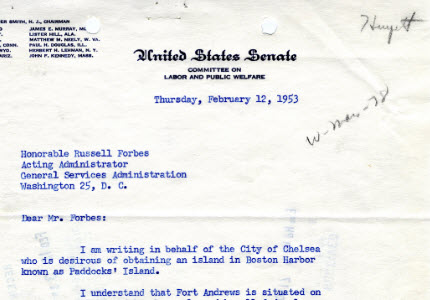 ER SMITH, N. J., CHAIRMAN
JAMES E. MURRAY, M
LISTER HILL, ALA.
MATTHEW M. NEELY, W. VA.
CONN. PAUL H. DOUGLAS, ILL.
HERBERT H. LEHMAN, N. Y.
JOHN F. KENNEDY, MASS.
United States Senate
COMMITTEE ON
LABOR AND PUBLIC WELFARE
Thursday, February 12, 1953
Honorable Russell Forbes
Acting Administrator
General Services Administration
Washington 25, D. C.
Dear Mr. Forbes:
I am writing in behalf of the City of Chelsea
who is desirous of obtaining an island in Boston Harbor
known as Paddocks' Island.
I understand that Fort Andrews is situated on